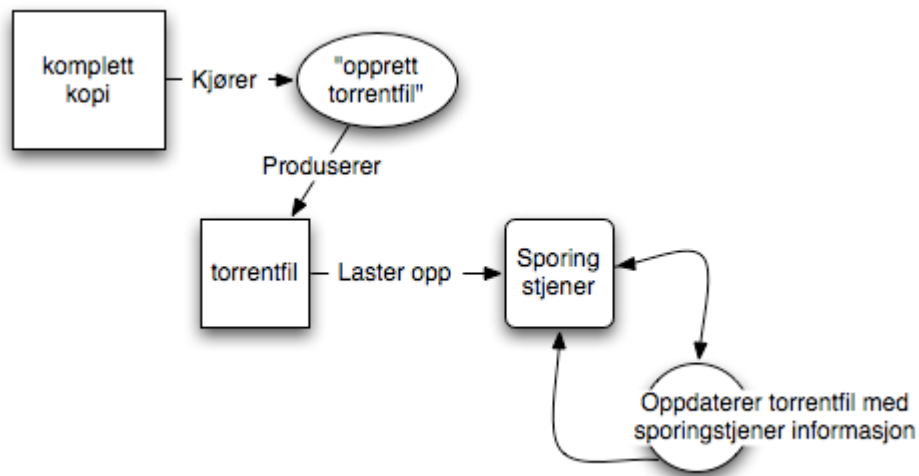 komplett
kopi
Kjører
"opprett
torrentfil"
Produserer
torrentfil
Laster opp
Sporing
stjener
Oppdaterer torrentfil med
sporingstjener informasjon